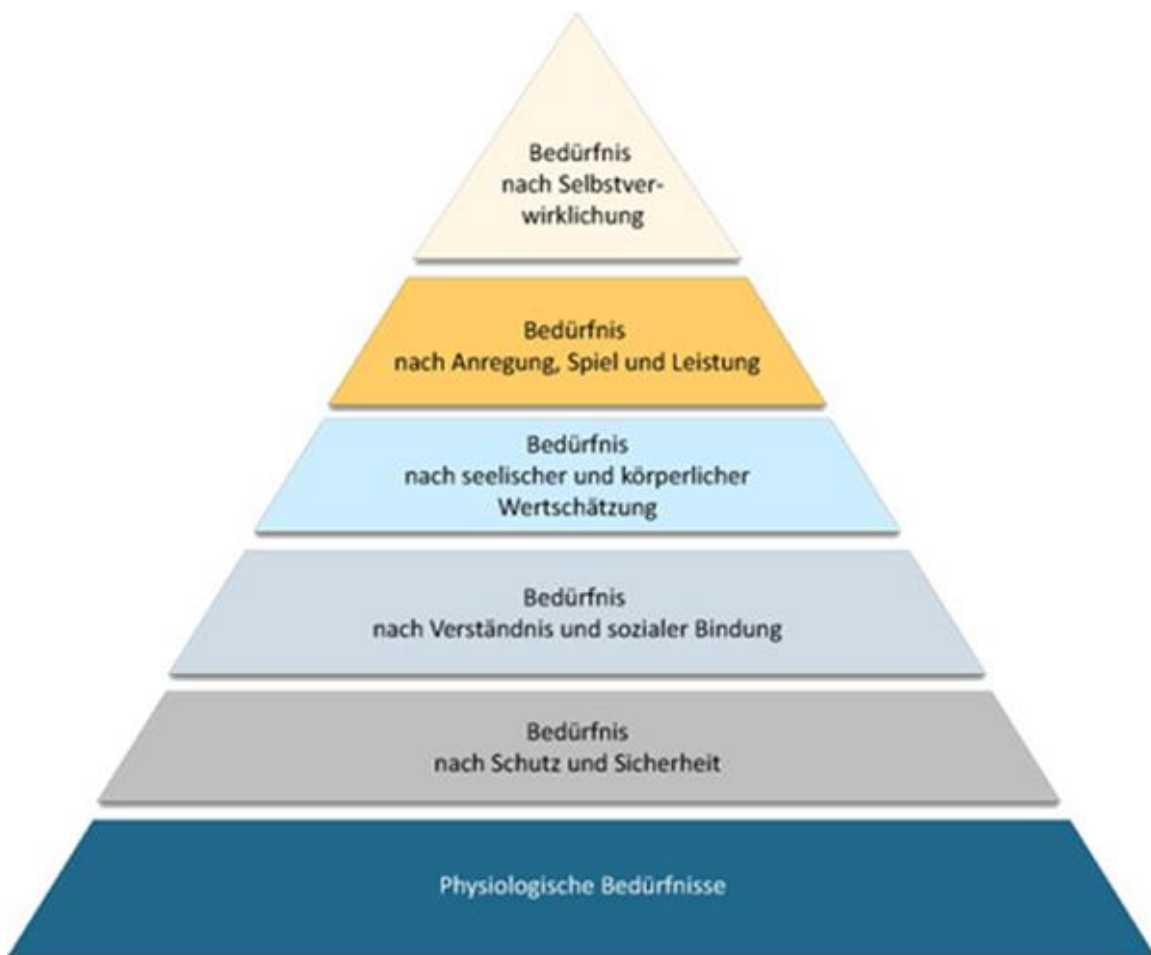 Bedürfnis
nach Selbstver-
wirklichung
Bedürfnis
nach Anregung, Spiel und Leistung
Bedürfnis
nach seelischer und körperlicher
Wertschätzung
Bedürfnis
nach Verständnis und sozialer Bindung
Bedürfnis
nach Schutz und Sicherheit
Physiologische Bedürfnisse